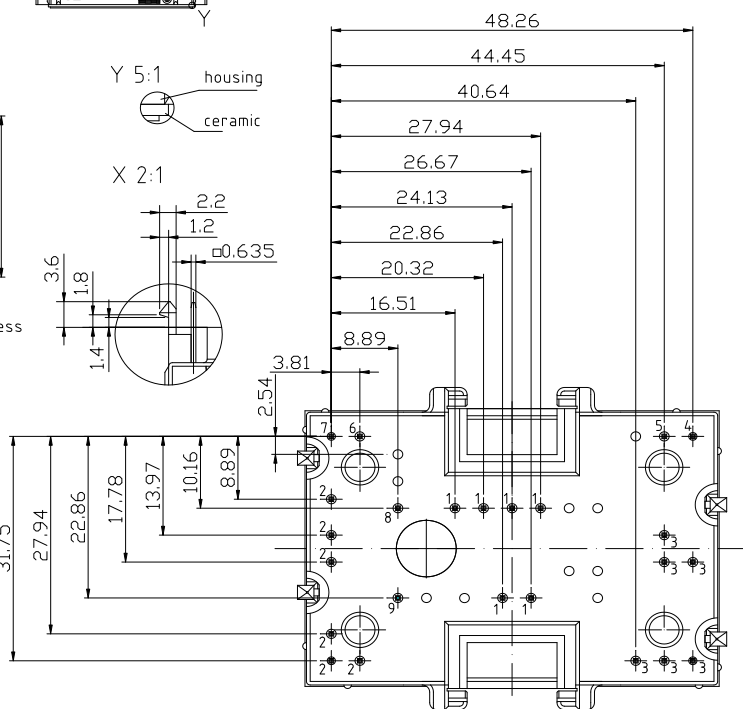 Y
48.26
44.45
Y 5:1
housing
40.64
ceramic
27.94
26.67
X 2:1
24.13
2.2
22.86
1.2
□0.635
20.32
3.6
1.8
16.51
ess
1.4
8.89
3.81
2.54
7 6 5 4
8.89
10.16
13.97
17.78
22.86
27.94
31.75
2
8 1 1 1 1
2 3
2 3 3
9 1 1
2
2 2 3 3 3